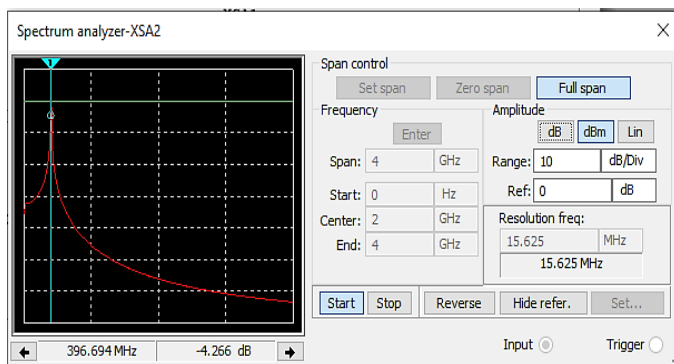 Spectrum analyzer-XSA2
1
Span control
Set span Zero span Full span
Frequency
Enter
Span: 4 GHz
Start: 0 Hz
Center: 2 GHz
End: 4 GHz
Amplitude
dB dBm Lin
Range: 10 dB/Div
Ref: 0 dB
Resolution freq:
15.625 MHz
15.625 MHz
Start Stop Reverse Hide refer. Set...
396.694 MHz -4.266 dB
Input Trigger